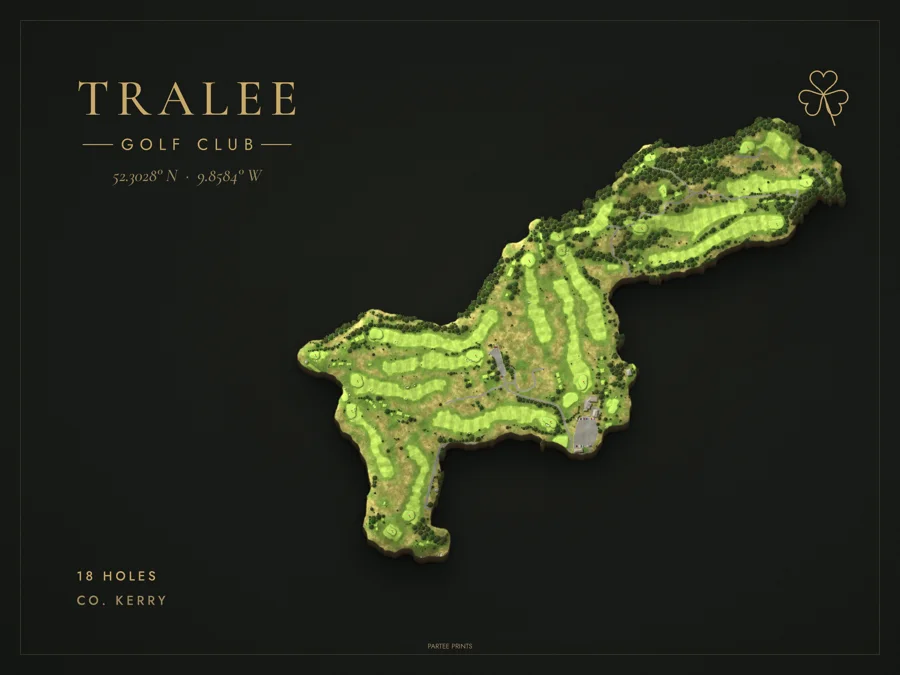 TRALEE
GOLF CLUB
52.3028° N · 9.8584° W
18 HOLES
CO. KERRY
PARTEE PRINTS